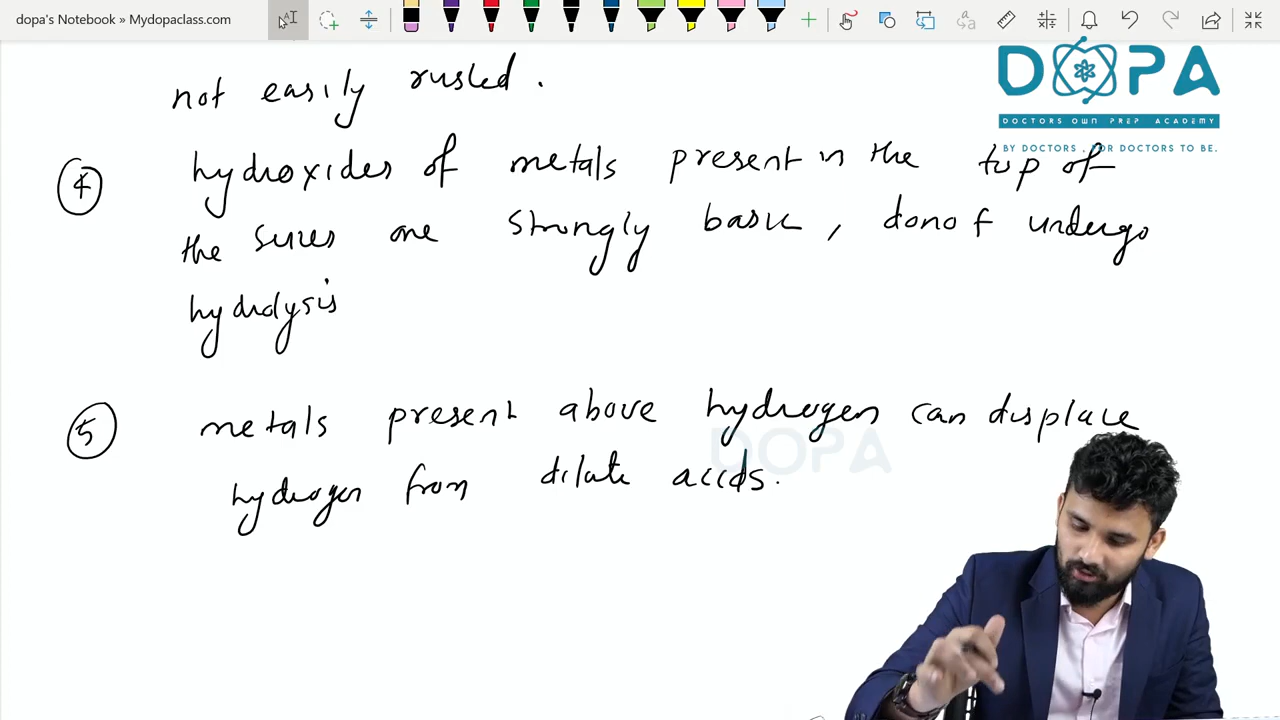 dopa's Notebook » Mydopaclass.com
DOPA
DOCTORS OWN PREP ACADEMY
BY DOCTORS. FOR DOCTORS TO BE.
not easily rusted.
④ hydroxides of metals present in the top of
the series are strongly basic, donot undergo
hydrolysis
⑤ metals present above hydrogen can displace
hydrogen from dilute acids.
DOPA